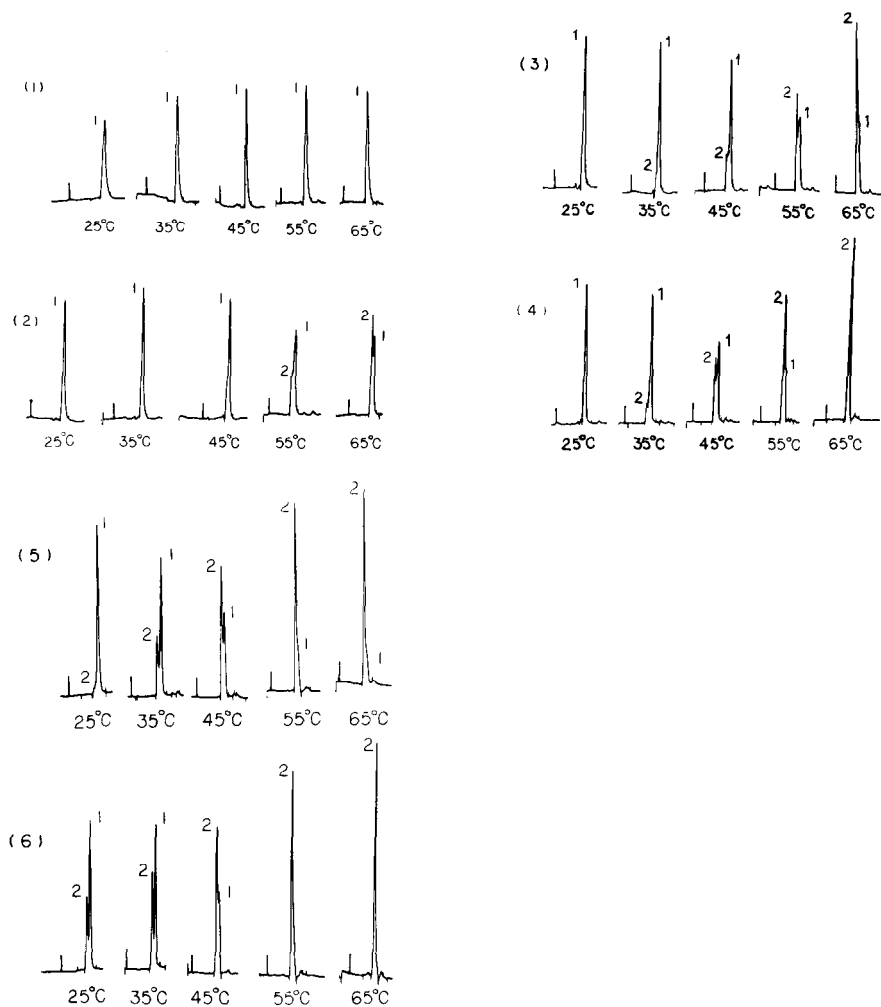 (1)
1 1 1 1 1
25°C 35°C 45°C 55°C 65°C
(2)
1 1 1 2 1 2 1
25°C 35°C 45°C 55°C 65°C
(3)
1 2 1 2 1 2 1 2 1
25°C 35°C 45°C 55°C 65°C
(4)
1 2 1 2 1 2 1 2
25°C 35°C 45°C 55°C 65°C
(5)
2 1 2 1 2 1 2 1 2 1
25°C 35°C 45°C 55°C 65°C
(6)
2 1 2 1 2 1 2 2
25°C 35°C 45°C 55°C 65°C